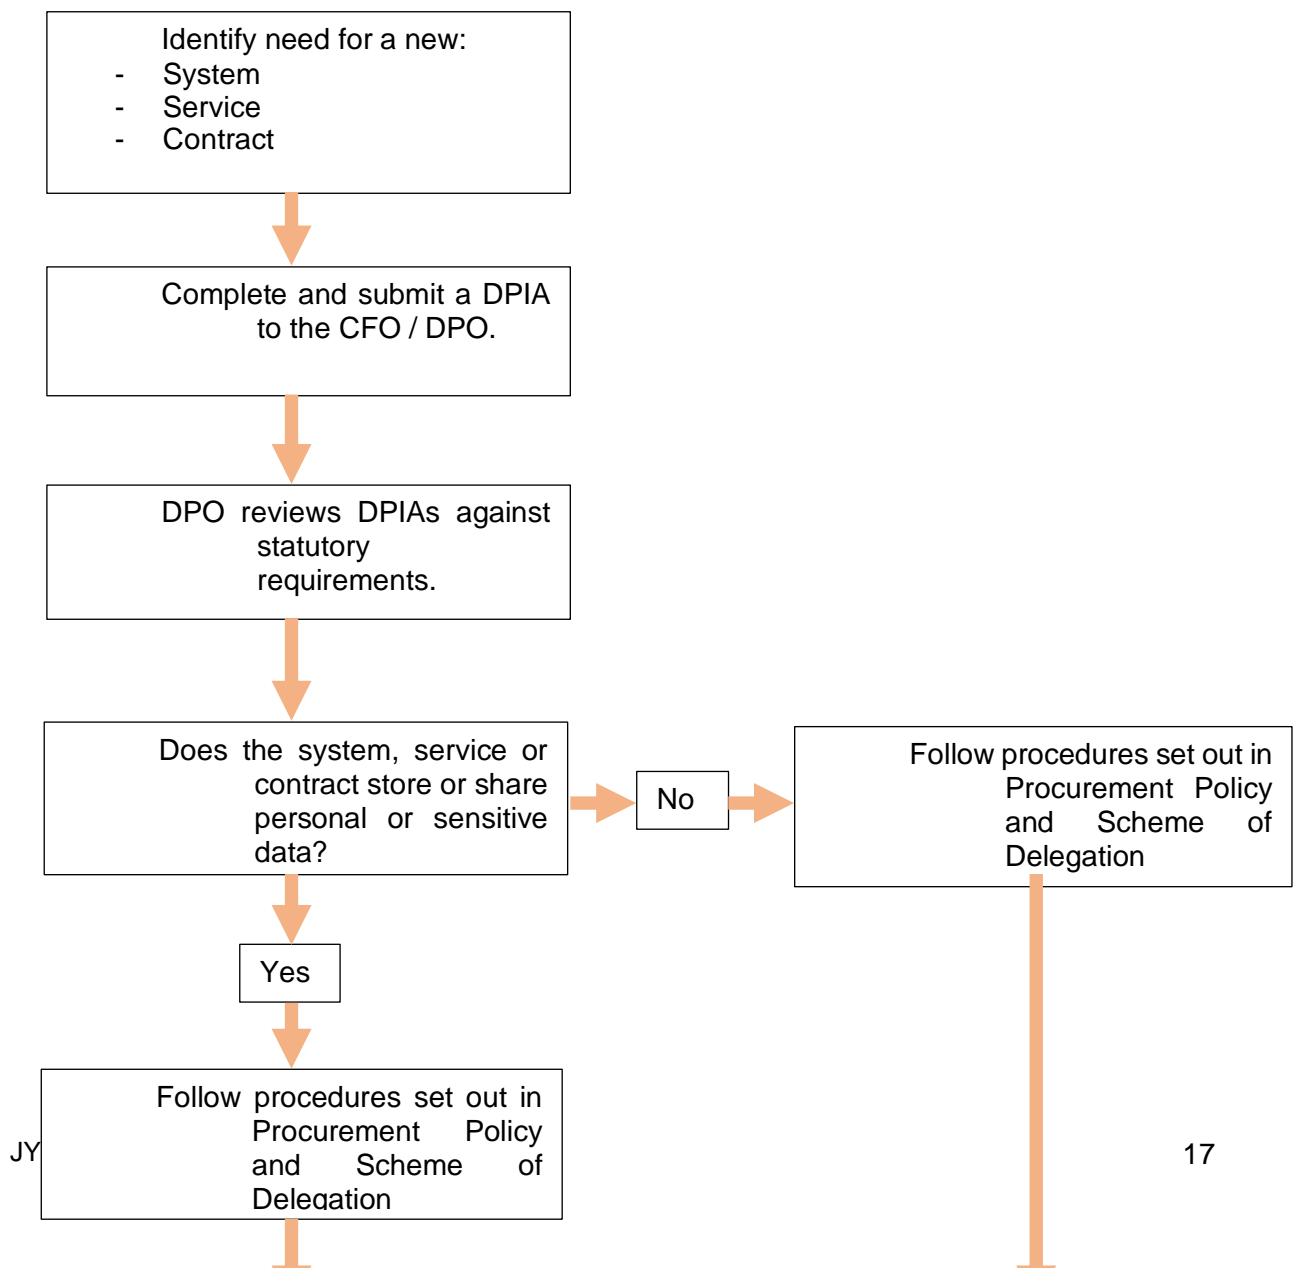 Identify need for a new:
- System
- Service
- Contract
Complete and submit a DPIA
to the CFO / DPO.
DPO reviews DPIAs against
statutory
requirements.
Does the system, service or
contract store or share
personal or sensitive
data?
No
Follow procedures set out in
Procurement Policy
and Scheme of
Delegation
Yes
Follow procedures set out in
Procurement Policy
and Scheme of
Delegation
JY
17